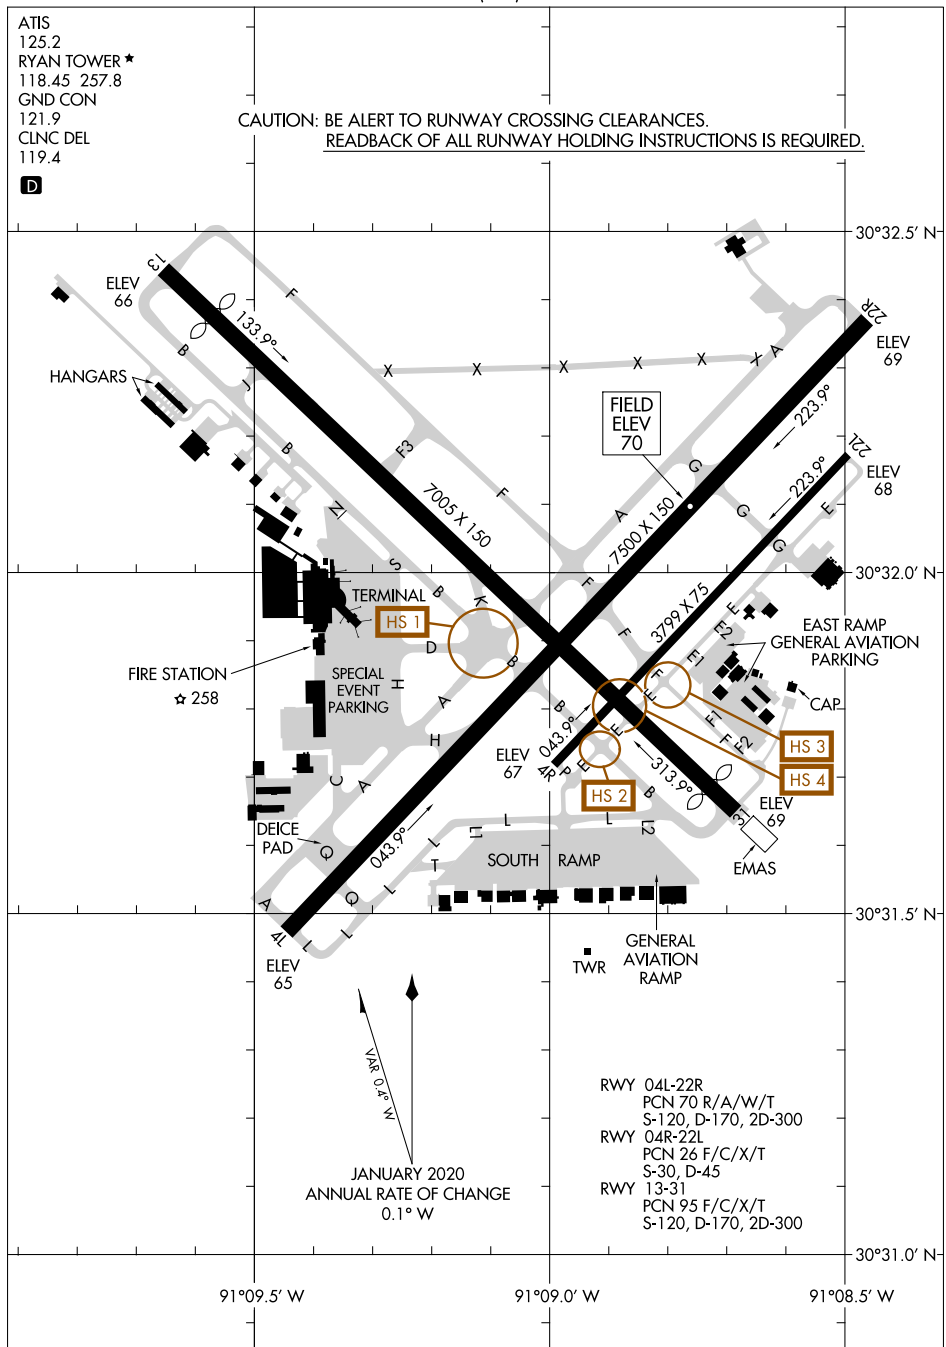 ATIS
125.2
RYAN TOWER ★
118.45 257.8
GND CON
121.9
CLNC DEL
119.4
D
CAUTION: BE ALERT TO RUNWAY CROSSING CLEARANCES.
READBACK OF ALL RUNWAY HOLDING INSTRUCTIONS IS REQUIRED.
30°32.5' N
13
ELEV
66
F
133.9°
B
J
X X X X X X
A
22R
ELEV
69
HANGARS
FIELD
ELEV
70
223.9°
22L
ELEV
68
223.9°
B
F3
G
F
7005 X 150
A
7500 X 150
G
G
E
N1
30°32.0' N
S
B
K
F
3799 X 75
TERMINAL
HS 1
D
F
E
E2
EAST RAMP
GENERAL AVIATION
PARKING
FIRE STATION
☆ 258
SPECIAL
EVENT
PARKING
H
B
E1
F
E
CAP
A
B
F1
F
F2
H
043.9°
E
HS 3
ELEV
67
4R
P
E
313.9°
HS 4
C
A
HS 2
B
31
ELEV
69
EMAS
DEICE
PAD
Q
043.9°
L
L1
L
L
L2
SOUTH RAMP
T
L
Q
A
4L
L
L
ELEV
65
30°31.5' N
TWR
GENERAL
AVIATION
RAMP
VAR 0.4° W
JANUARY 2020
ANNUAL RATE OF CHANGE
0.1° W
RWY 04L-22R
PCN 70 R/A/W/T
S-120, D-170, 2D-300
RWY 04R-22L
PCN 26 F/C/X/T
S-30, D-45
RWY 13-31
PCN 95 F/C/X/T
S-120, D-170, 2D-300
30°31.0' N
91°09.5' W
91°09.0' W
91°08.5' W